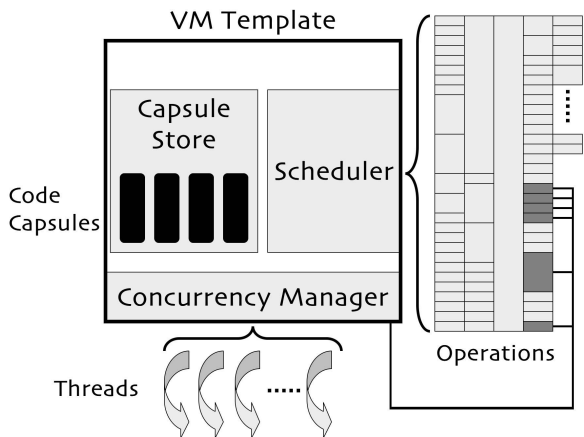 VM Template
Capsule
Store
Scheduler
Code
Capsules
Concurrency Manager
Operations
Threads